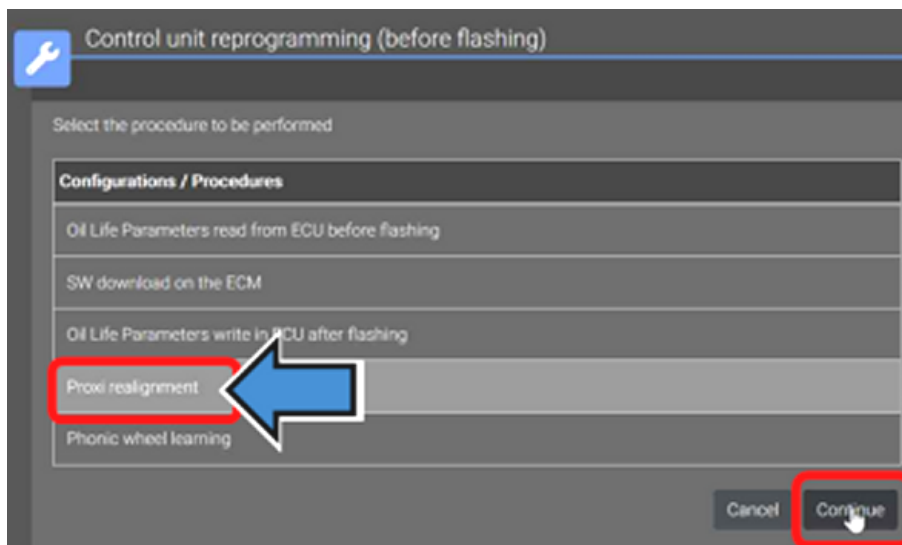 Control unit reprogramming (before flashing)
Select the procedure to be performed
Configurations / Procedures
Oil Life Parameters read from ECU before flashing
SW download on the ECM
Oil Life Parameters write in ECU after flashing
Proxi realignment
Phonic wheel learning
Cancel Continue